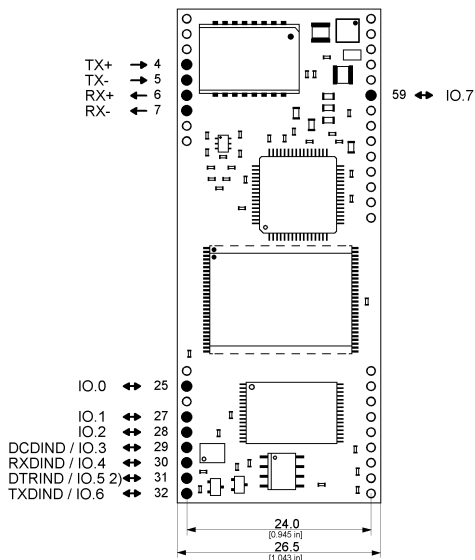 TX+ 4
TX- 5
RX+ 6
RX- 7
59 IO.7
IO.0 25
IO.1 27
IO.2 28
DCDIND / IO.3 29
RXDIND / IO.4 30
DTRIND / IO.5 2) 31
TXDIND / IO.6 32
24.0
[0.945 in]
26.5
[1.043 in]